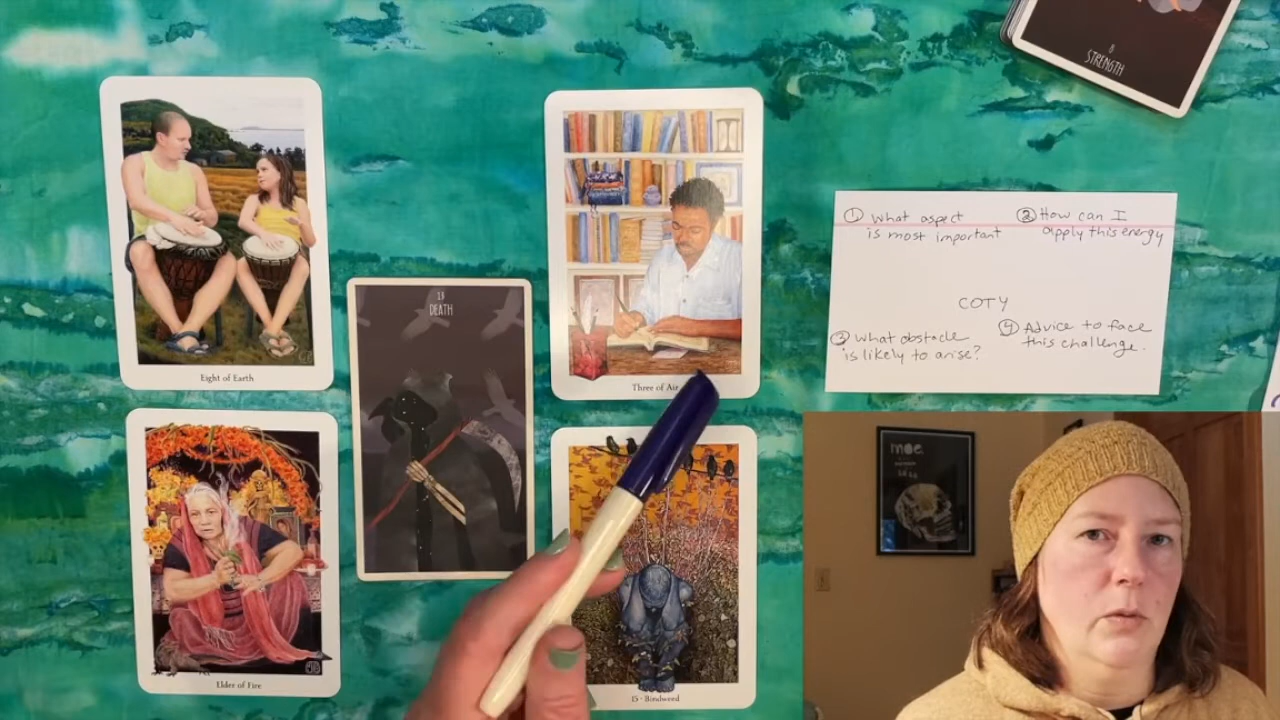 8
STRENGTH
Eight of Earth
Three of Air
① What aspect
is most important
② How can I
apply this energy
COTY
③ What obstacle
is likely to arise?
④ Advice to face
this challenge.
13
DEATH
Elder of Fire
15 - Bindweed
moe.